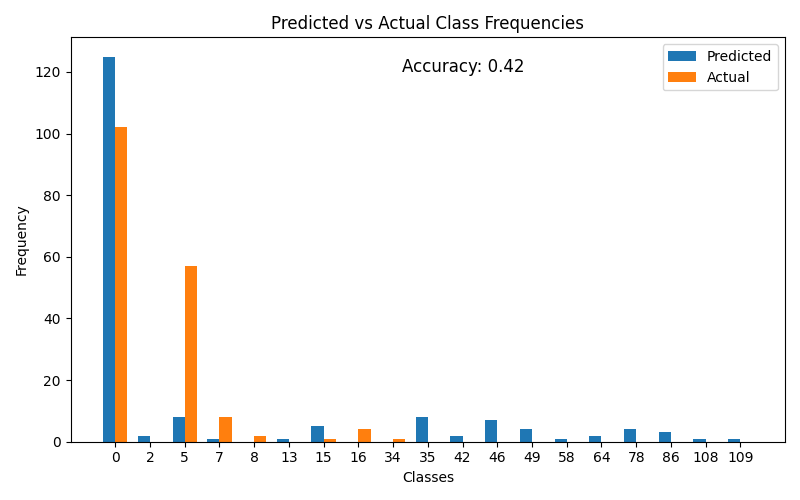 Predicted vs Actual Class Frequencies
Accuracy: 0.42
Predicted
Actual
Frequency
120
100
80
60
40
20
0
0 2 5 7 8 13 15 16 34 35 42 46 49 58 64 78 86 108 109
Classes